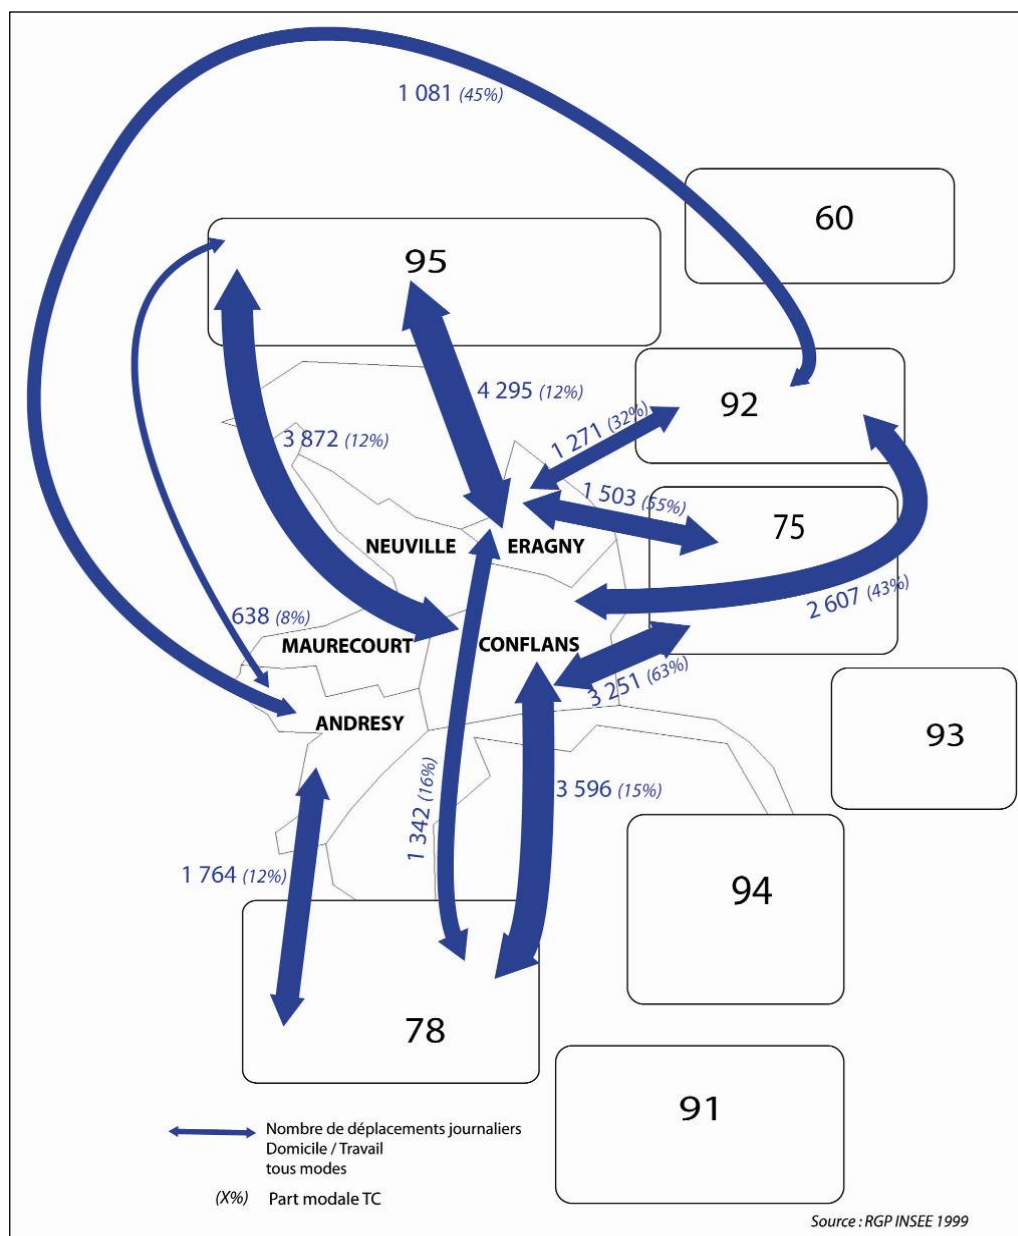 1 081 (45%)
60
95
4 295 (12%)
92
1 271 (32%)
3 872 (12%)
1 503 (55%)
75
NEUVILLE
ERAGNY
2 607 (43%)
638 (8%)
MAURECOURT
CONFLANS
3 251 (63%)
ANDRESY
93
1 342 (16%)
3 596 (15%)
1 764 (12%)
94
78
91
Nombre de déplacements journaliers
Domicile / Travail
tous modes
(X%) Part modale TC
Source : RGP INSEE 1999